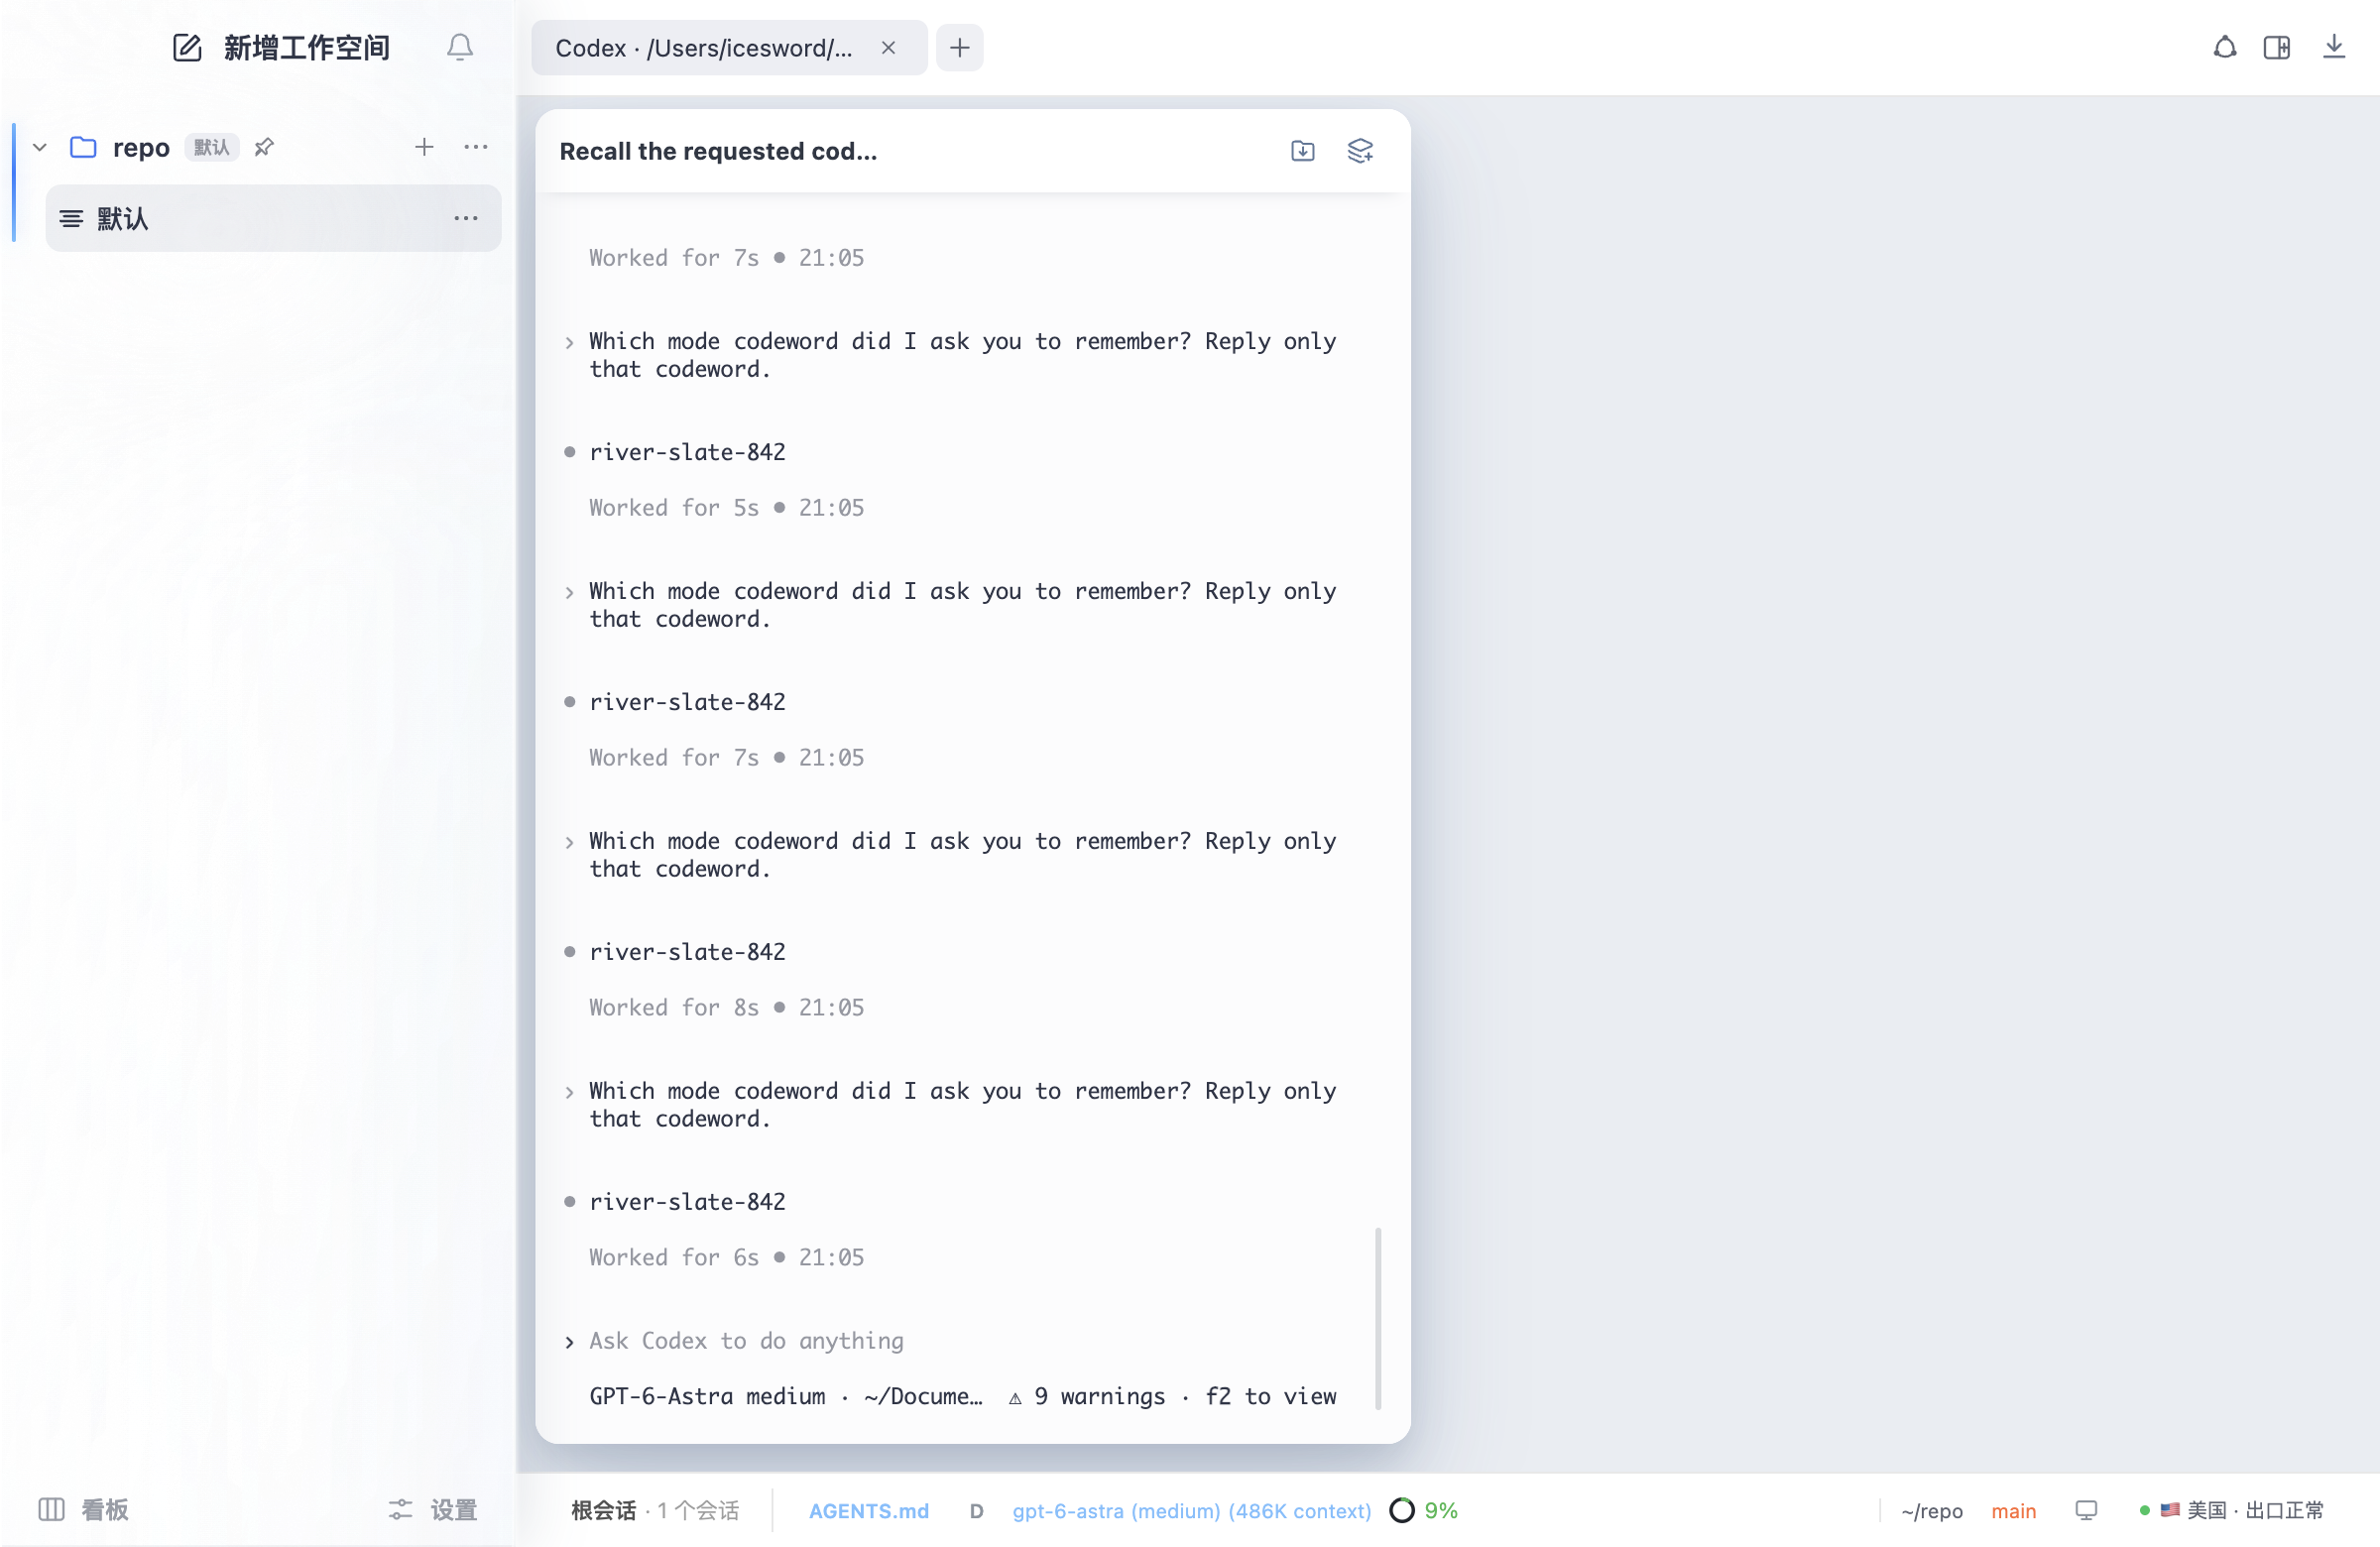 新增工作空间
Codex · /Users/icesword/...
repo 默认
默认
Recall the requested cod...
Worked for 7s • 21:05
› Which mode codeword did I ask you to remember? Reply only
that codeword.
• river-slate-842
Worked for 5s • 21:05
› Which mode codeword did I ask you to remember? Reply only
that codeword.
• river-slate-842
Worked for 7s • 21:05
› Which mode codeword did I ask you to remember? Reply only
that codeword.
• river-slate-842
Worked for 8s • 21:05
› Which mode codeword did I ask you to remember? Reply only
that codeword.
• river-slate-842
Worked for 6s • 21:05
› Ask Codex to do anything
GPT-6-Astra medium · ~/Docume… ⚠ 9 warnings · f2 to view
看板
设置
根会话 · 1 个会话
AGENTS.md D gpt-6-astra (medium) (486K context) 9%
~/repo main 美国 · 出口正常